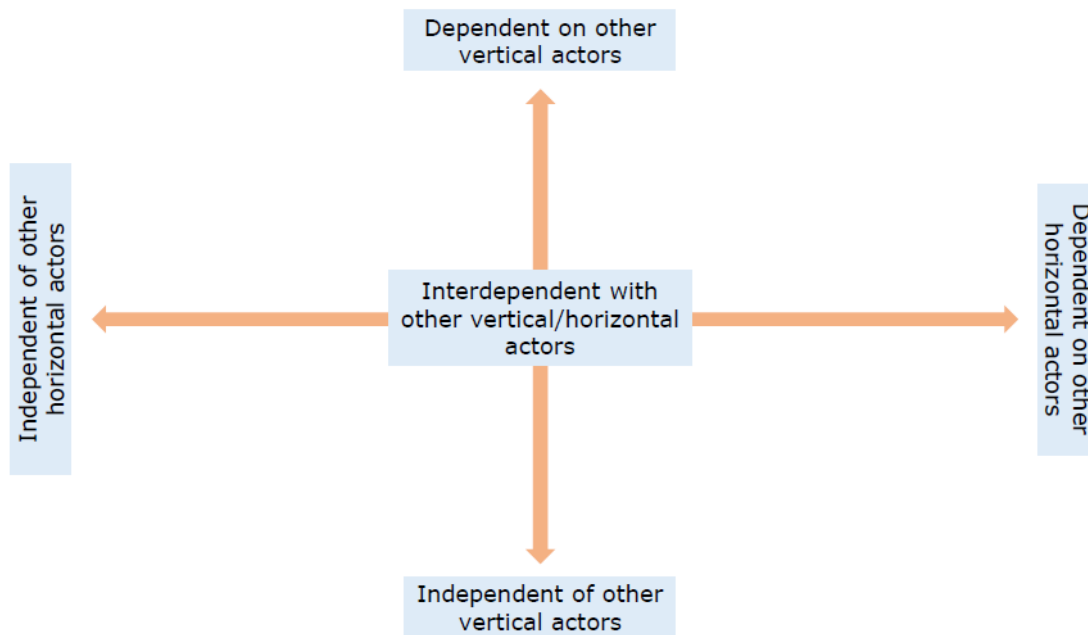 Dependent on other
vertical actors
Independent of other
horizontal actors
Interdependent with
other vertical/horizontal
actors
Dependent on other
horizontal actors
Independent of other
vertical actors